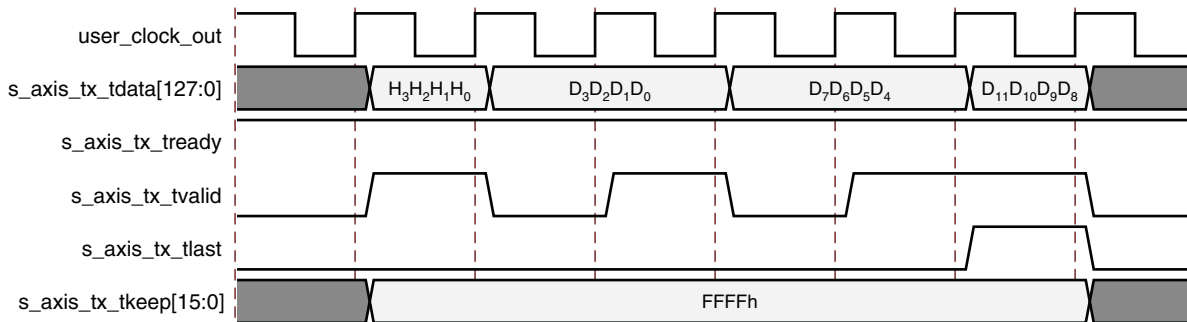 user_clock_out
s_axis_tx_tdata[127:0] H₃H₂H₁H₀ D₃D₂D₁D₀ D₇D₆D₅D₄ D₁₁D₁₀D₉D₈
s_axis_tx_tready
s_axis_tx_tvalid
s_axis_tx_tlast
s_axis_tx_tkeep[15:0] FFFFh